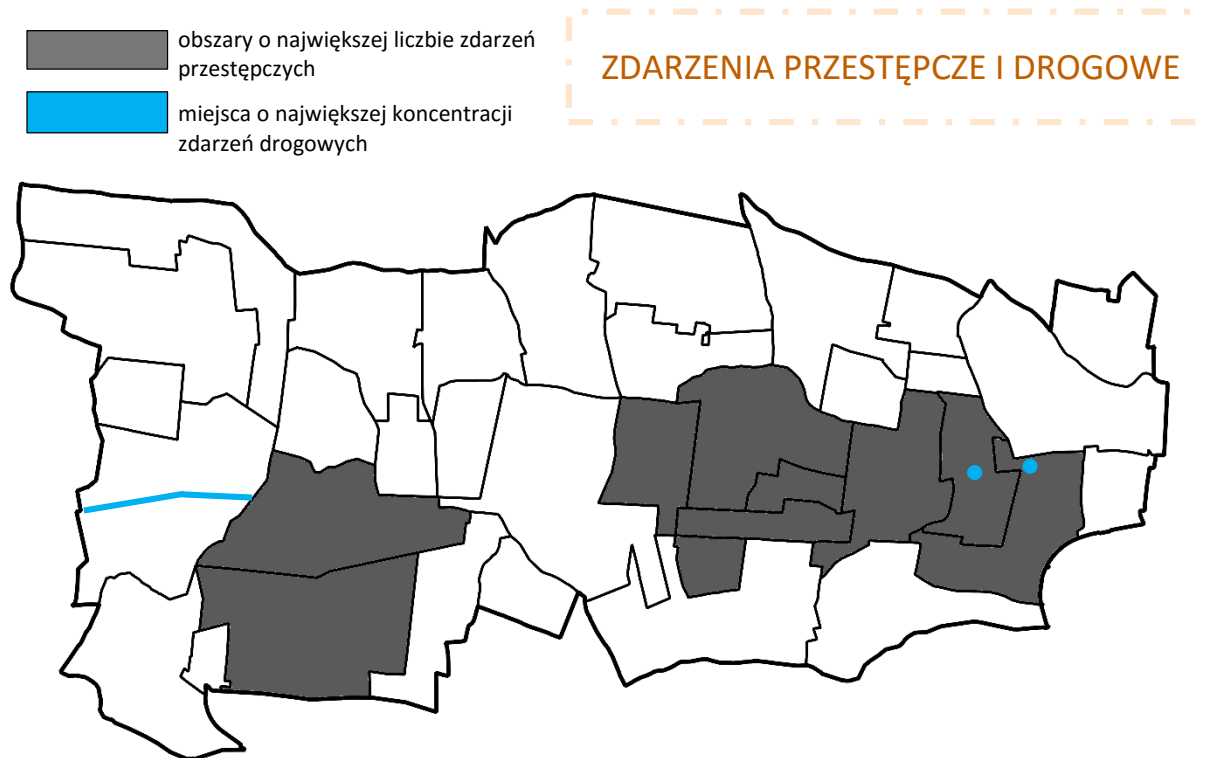 obszary o największej liczbie zdarzeń
przestępczych
miejsca o największej koncentracji
zdarzeń drogowych
ZDARZENIA PRZESTĘPCZE I DROGOWE